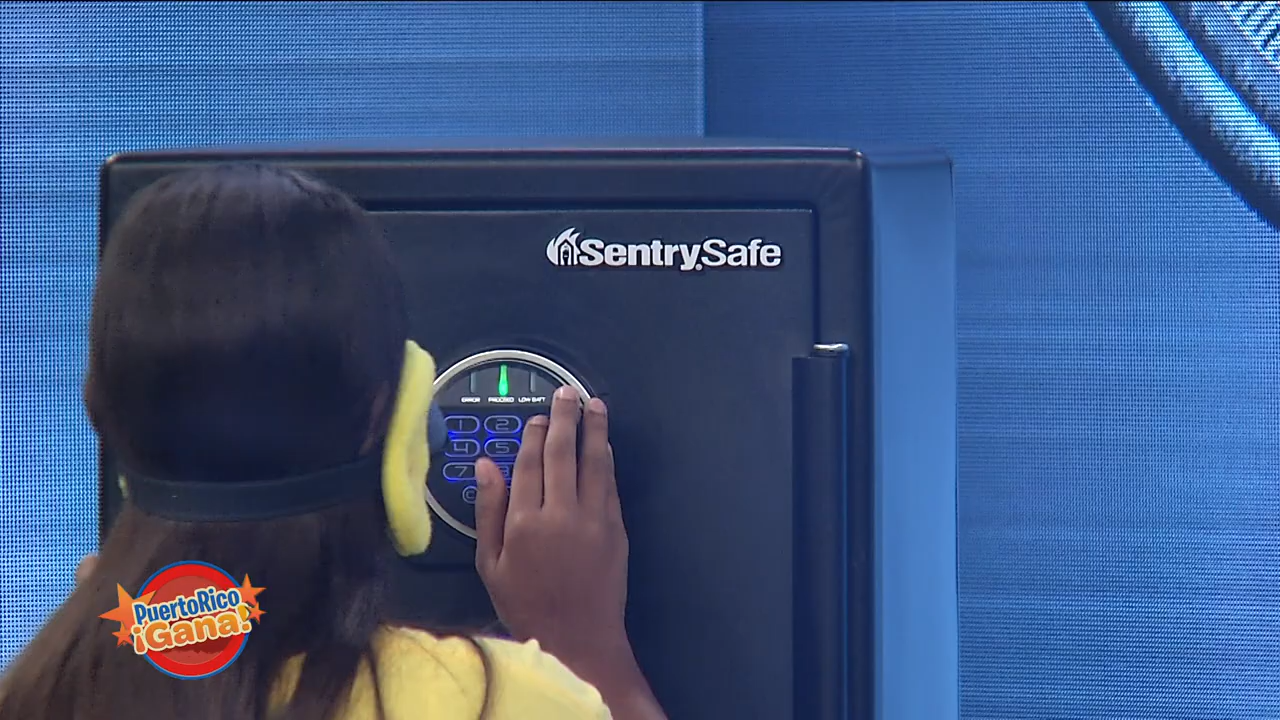 SentrySafe
ERROR PROCEED LOW BATT
1 2
4 5
7
C
PuertoRico
¡Gana!